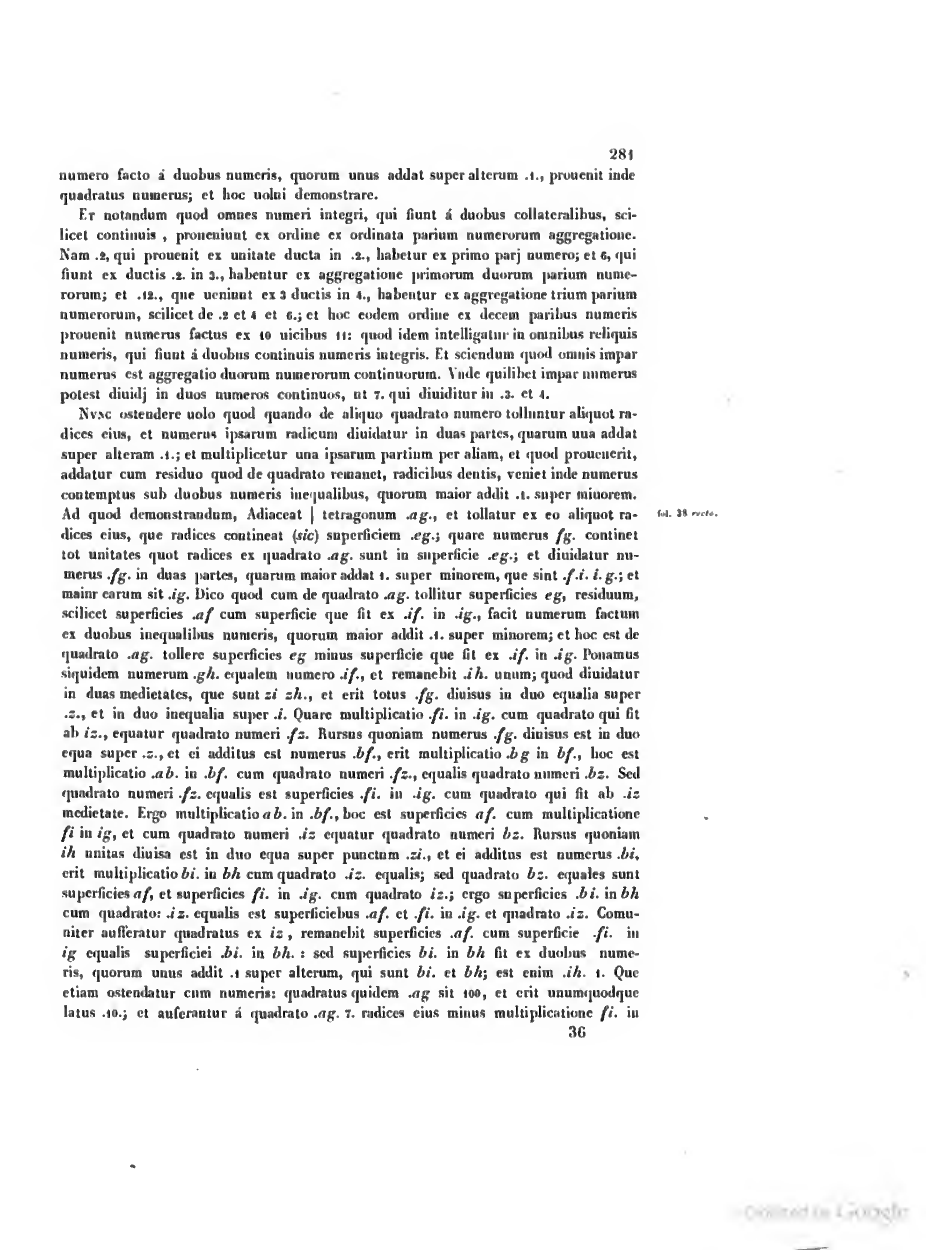 281
numero facto á duobus numeris, quorum unus addat super alterum .1., prouenit inde
quadratus numerus; et hoc uolui demonstrare.
Et notandum quod omnes numeri integri, qui fiunt á duobus collateralibus, sci-
licet continuis , proueniunt ex ordine ex ordinata parium numerorum aggregatione.
Nam .2, qui prouenit ex unitate ducta in .2., habetur ex primo parj numero; et 6, qui
fiunt ex ductis .2. in 3., habentur ex aggregatione primorum duorum parium nume-
rorum; et .12., que ueniunt ex 3 ductis in 4., habentur ex aggregatione trium parium
numerorum, scilicet de .2 et 4 et 6.; et hoc eodem ordine ex decem paribus numeris
prouenit numerus factus ex 10 uicibus 11: quod idem intelligatur in omnibus reliquis
numeris, qui fiunt á duobus continuis numeris integris. Et sciendum quod omnis impar
numerus est aggregatio duorum numerorum continuorum. Vnde quilibet impar numerus
potest diuidj in duos numeros continuos, ut 7. qui diuiditur in .3. et 4.
Nvnc ostendere uolo quod quando de aliquo quadrato numero tolluntur aliquot ra-
dices eius, et numerus ipsarum radicum diuidatur in duas partes, quarum una addat
super alteram .1.; et multiplicetur una ipsarum partium per aliam, et quod prouenerit,
addatur cum residuo quod de quadrato remanet, radicibus demtis, veniet inde numerus
contemptus sub duobus numeris inequalibus, quorum maior addit .1. super minorem.
Ad quod demonstrandum, Adiaceat | tetragonum .ag., et tollatur ex eo aliquot ra-
fol. 38 recto.
dices eius, que radices contineat (sic) superficiem .eg.; quare numerus fg. continet
tot unitates quot radices ex quadrato .ag. sunt in superficie .eg.; et diuidatur nu-
merus .fg. in duas partes, quarum maior addat 1. super minorem, que sint .f.i. i.g.; et
maior earum sit .ig. Dico quod cum de quadrato .ag. tollitur superficies eg, residuum,
scilicet superficies .af cum superficie que fit ex .if. in .ig., facit numerum factum
ex duobus inequalibus numeris, quorum maior addit .1. super minorem; et hoc est de
quadrato .ag. tollere superficies eg minus superficie que fit ex .if. in .ig. Ponamus
siquidem numerum .gh. equalem numero .if., et remanebit .ih. unum; quod diuidatur
in duas medietates, que sunt zi zh., et erit totus .fg. diuisus in duo equalia super
.z., et in duo inequalia super .i. Quare multiplicatio .fi. in .ig. cum quadrato qui fit
ab iz., equatur quadrato numeri .fz. Rursus quoniam numerus .fg. diuisus est in duo
equa super .z., et ei additus est numerus .bf., erit multiplicatio .bg in bf., hoc est
multiplicatio .ab. in .bf. cum quadrato numeri .fz., equalis quadrato numeri .bz. Sed
quadrato numeri .fz. equalis est superficies .fi. in .ig. cum quadrato qui fit ab .iz
medietate. Ergo multiplicatio ab. in .bf., hoc est superficies af. cum multiplicatione
fi in ig, et cum quadrato numeri .iz equatur quadrato numeri bz. Rursus quoniam
ih unitas diuisa est in duo equa super punctum .zi., et ei additus est numerus .bi,
erit multiplicatio bi. in bh cum quadrato .iz. equalis; sed quadrato bz. equales sunt
superficies af, et superficies fi. in .ig. cum quadrato iz.; ergo superficies .bi. in bh
cum quadrato: .iz. equalis est superficiebus .af. et .fi. in .ig. et quadrato .iz. Comu-
niter aufferatur quadratus ex iz , remanebit superficies .af. cum superficie .fi. in
ig equalis superficiei .bi. in bh. : sed superficies bi. in bh fit ex duobus nume-
ris, quorum unus addit .1 super alterum, qui sunt bi. et bh; est enim .ih. 1. Que
etiam ostendatur cum numeris: quadratus quidem .ag sit 100, et erit unumquodque
latus .10.; et auferantur á quadrato .ag. 7. radices eius minus multiplicatione fi. in
36
Digitized by Google